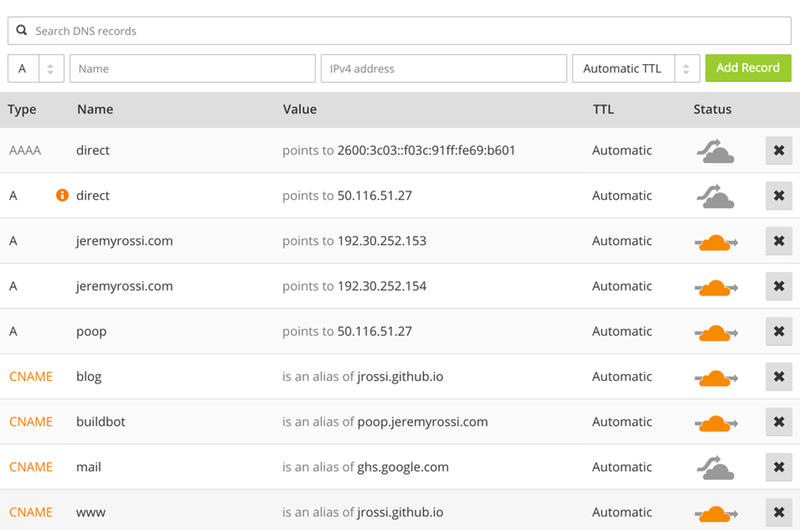 Search DNS records
A Name IPv4 address Automatic TTL Add Record
Type Name Value TTL Status
AAAA direct points to 2600:3c03::f03c:91ff:fe69:b601 Automatic
A direct points to 50.116.51.27 Automatic
A jeremyrossi.com points to 192.30.252.153 Automatic
A jeremyrossi.com points to 192.30.252.154 Automatic
A poop points to 50.116.51.27 Automatic
CNAME blog is an alias of jrossi.github.io Automatic
CNAME buildbot is an alias of poop.jeremyrossi.com Automatic
CNAME mail is an alias of ghs.google.com Automatic
CNAME www is an alias of jrossi.github.io Automatic